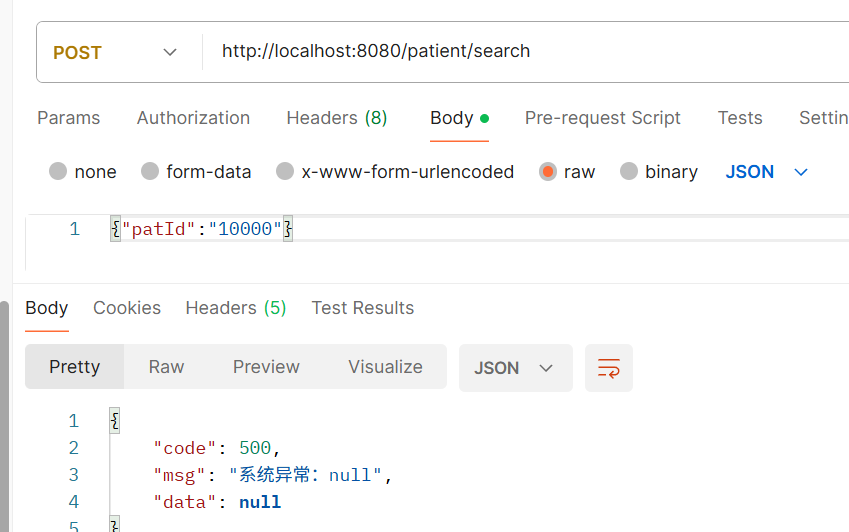 POST http://localhost:8080/patient/search
Params Authorization Headers (8) Body Pre-request Script Tests Settin
none form-data x-www-form-urlencoded raw binary JSON
1 {"patId":"10000"}
Body Cookies Headers (5) Test Results
Pretty Raw Preview Visualize JSON
1 {
2 "code": 500,
3 "msg": "系统异常：null",
4 "data": null
5 }